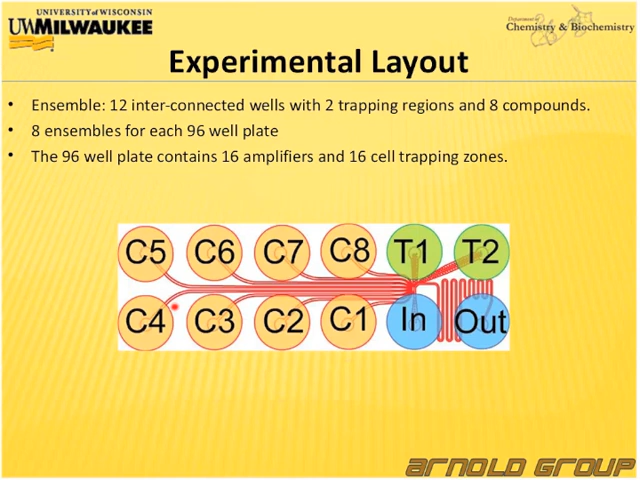 UNIVERSITY of WISCONSIN
UWMILWAUKEE
Department of
Chemistry & Biochemistry
Experimental Layout
• Ensemble: 12 inter-connected wells with 2 trapping regions and 8 compounds.
• 8 ensembles for each 96 well plate
• The 96 well plate contains 16 amplifiers and 16 cell trapping zones.
C5 C6 C7 C8 T1 T2
C4 C3 C2 C1 In Out
ARNOLD GROUP